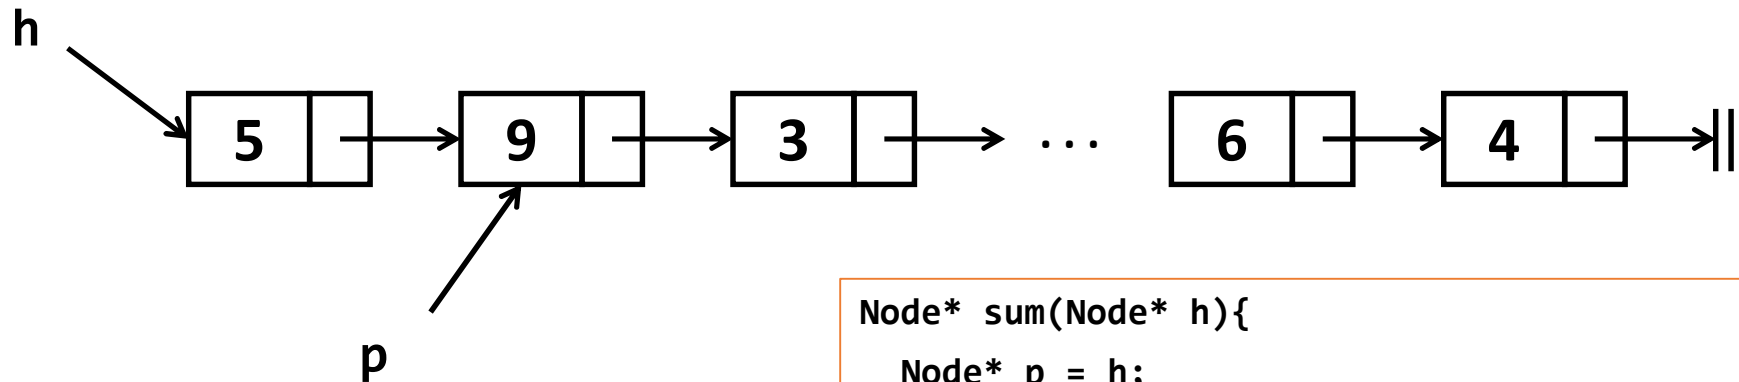 h
5 9 3 ... 6 4
p
Node* sum(Node* h){
Node* p = h;